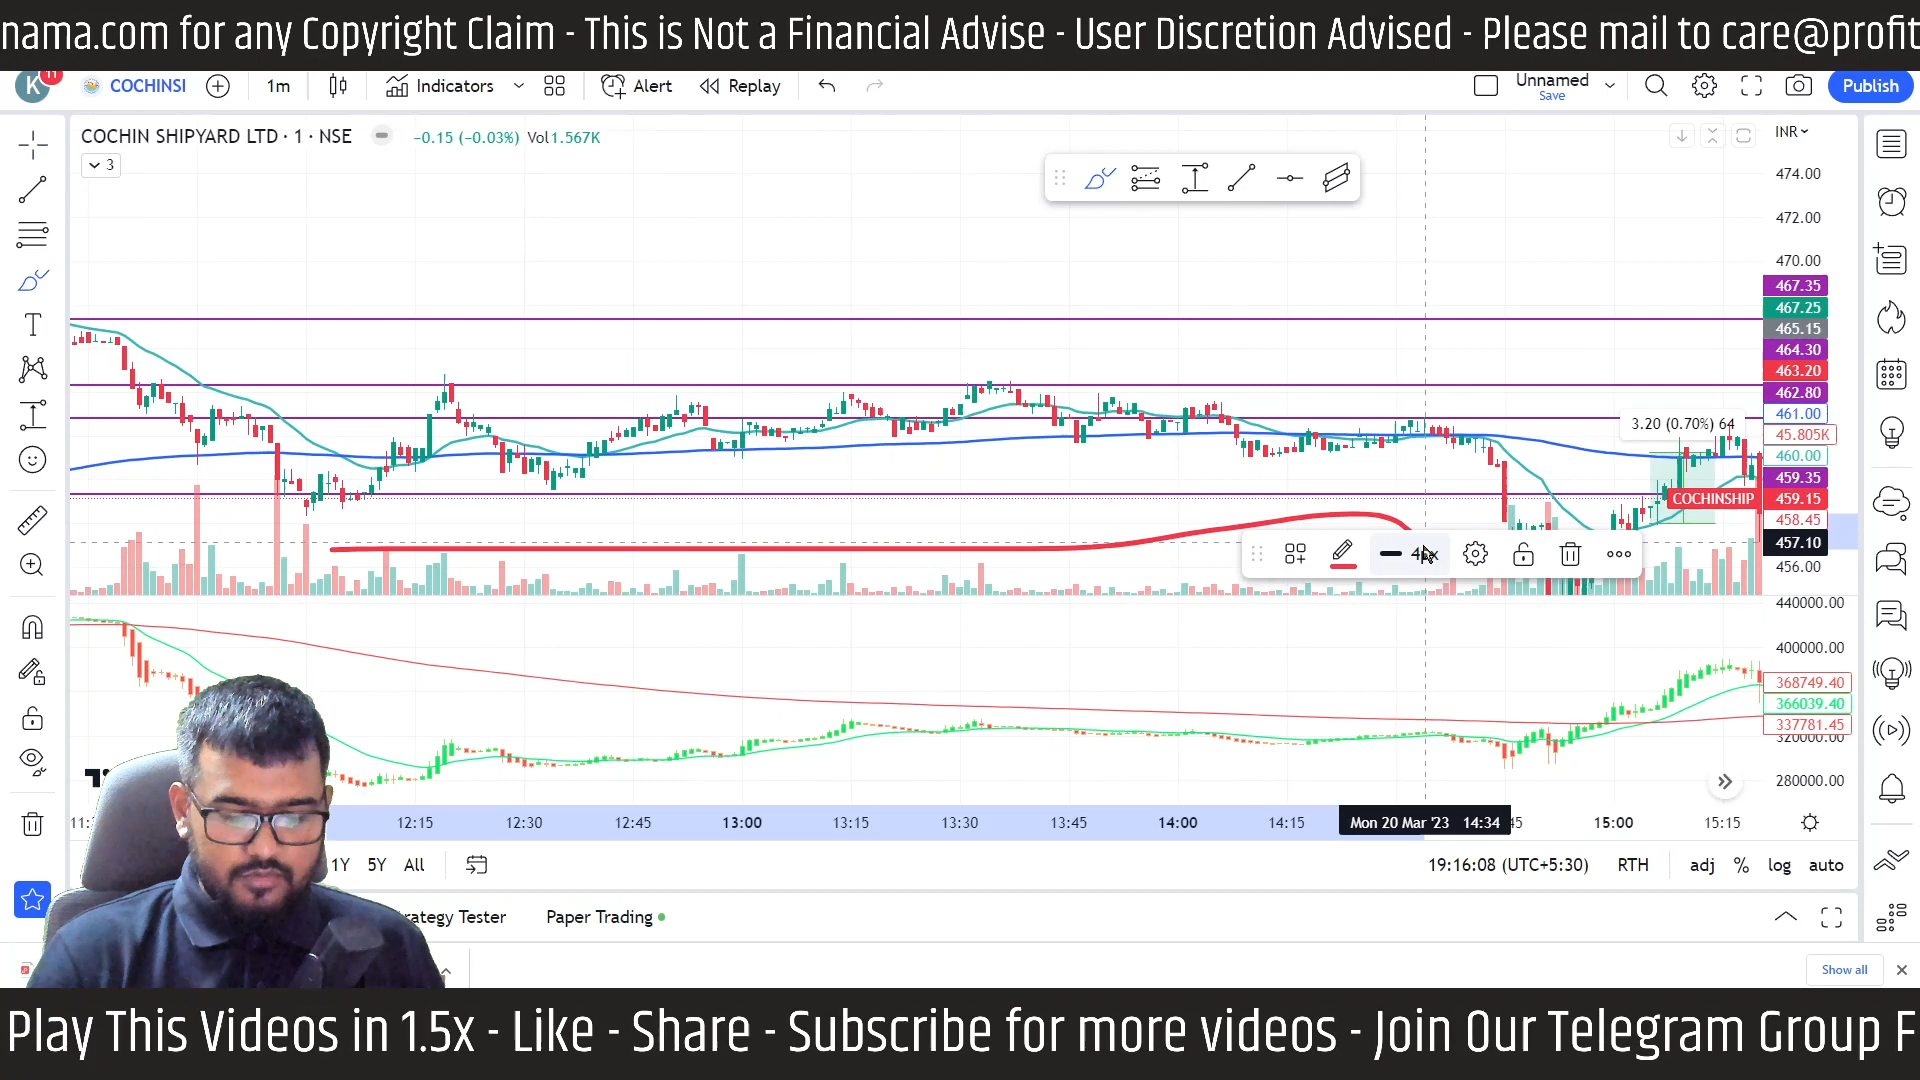 nama.com for any Copyright Claim - This is Not a Financial Advise - User Discretion Advised - Please mail to care@profit
K
11
COCHINSI
1m
Indicators
Alert
Replay
Unnamed
Save
Publish
COCHIN SHIPYARD LTD · 1 · NSE
−0.15 (−0.03%) Vol 1.567K
3
INR
474.00
472.00
470.00
467.35
467.25
465.15
464.30
463.20
462.80
461.00
3.20 (0.70%) 64
45.805K
460.00
459.35
COCHINSHIP
459.15
458.45
457.10
456.00
440000.00
400000.00
368749.40
366039.40
337781.45
320000.00
280000.00
12:15
12:30
12:45
13:00
13:15
13:30
13:45
14:00
14:15
Mon 20 Mar '23 14:34
15:00
15:15
1Y
5Y
All
19:16:08 (UTC+5:30)
RTH
adj
%
log
auto
rategy Tester
Paper Trading
Show all
Play This Videos in 1.5x - Like - Share - Subscribe for more videos - Join Our Telegram Group F